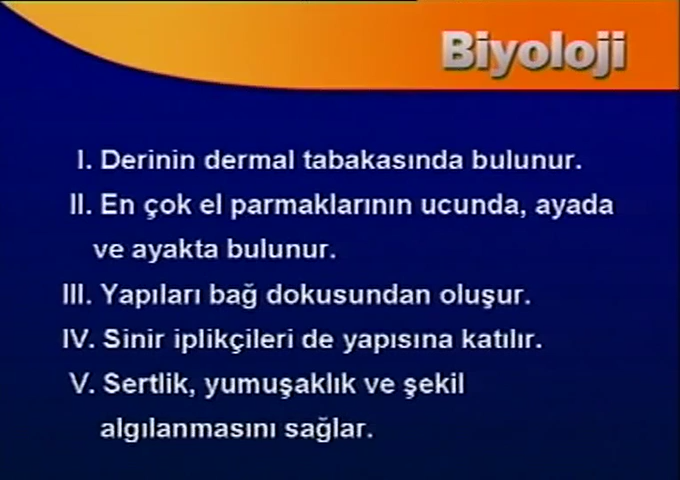 Biyoloji
I. Derinin dermal tabakasında bulunur.
II. En çok el parmaklarının ucunda, ayada
ve ayakta bulunur.
III. Yapıları bağ dokusundan oluşur.
IV. Sinir iplikçileri de yapısına katılır.
V. Sertlik, yumuşaklık ve şekil
algılanmasını sağlar.